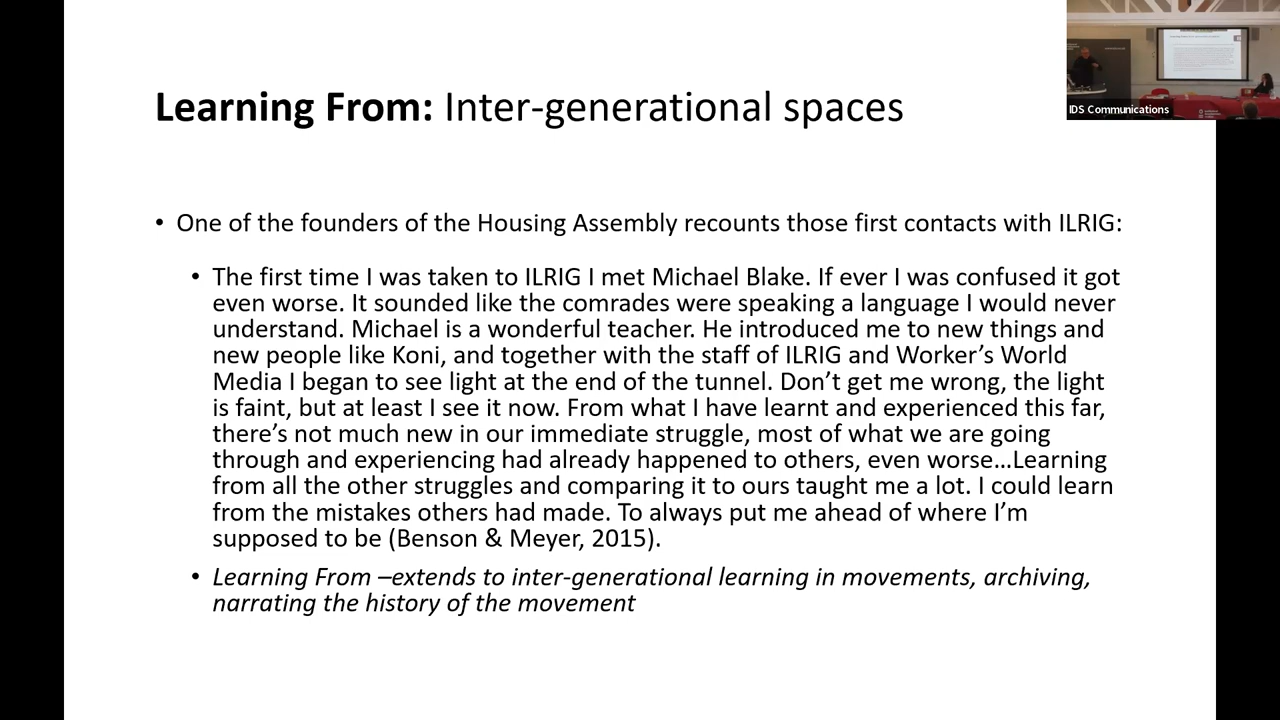 Learning From: Inter-generational spaces
IDS Communications
• One of the founders of the Housing Assembly recounts those first contacts with ILRIG:
• The first time I was taken to ILRIG I met Michael Blake. If ever I was confused it got
even worse. It sounded like the comrades were speaking a language I would never
understand. Michael is a wonderful teacher. He introduced me to new things and
new people like Koni, and together with the staff of ILRIG and Worker’s World
Media I began to see light at the end of the tunnel. Don’t get me wrong, the light
is faint, but at least I see it now. From what I have learnt and experienced this far,
there’s not much new in our immediate struggle, most of what we are going
through and experiencing had already happened to others, even worse…Learning
from all the other struggles and comparing it to ours taught me a lot. I could learn
from the mistakes others had made. To always put me ahead of where I’m
supposed to be (Benson & Meyer, 2015).
• Learning From –extends to inter-generational learning in movements, archiving,
narrating the history of the movement